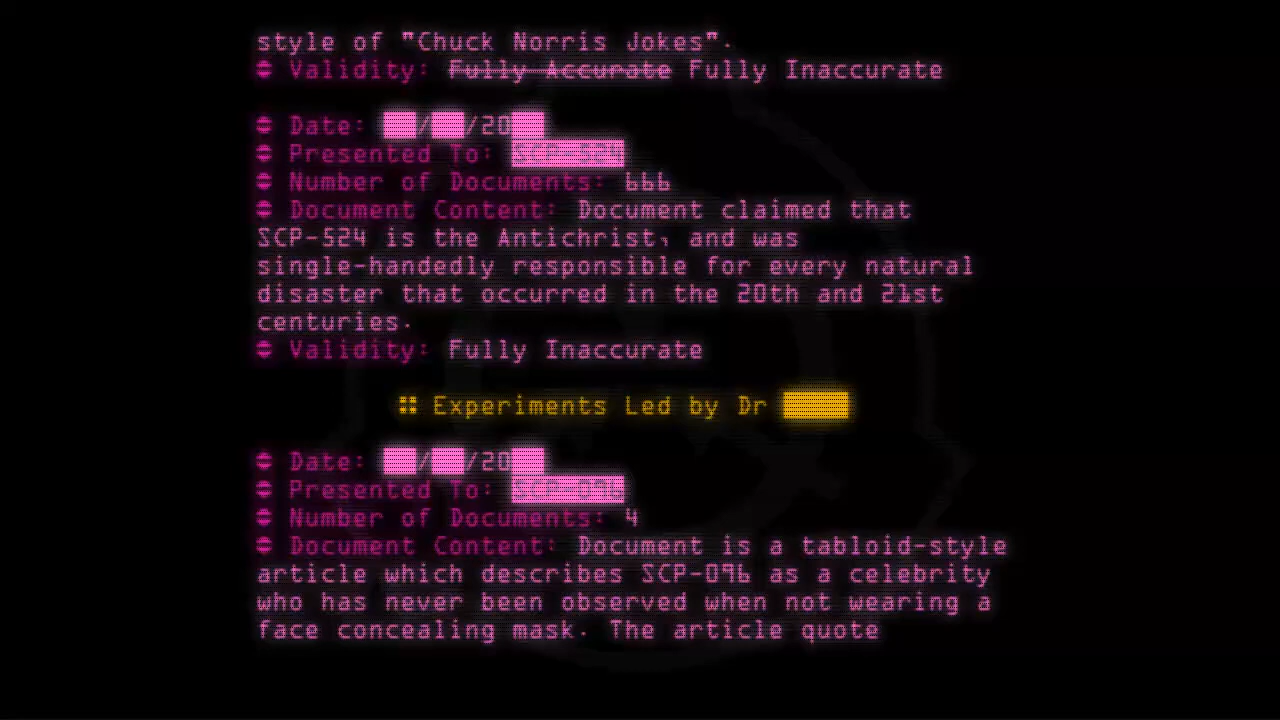 style of "Chuck Norris Jokes".
Validity: Fully Accurate Fully Inaccurate
Date: ██/██/20██
Presented To: SCP-524
Number of Documents: 666
Document Content: Document claimed that
SCP-524 is the Antichrist, and was
single-handedly responsible for every natural
disaster that occurred in the 20th and 21st
centuries.
Validity: Fully Inaccurate
:: Experiments Led by Dr ████
Date: ██/██/20██
Presented To: SCP-096
Number of Documents: 4
Document Content: Document is a tabloid-style
article which describes SCP-096 as a celebrity
who has never been observed when not wearing a
face concealing mask. The article quote